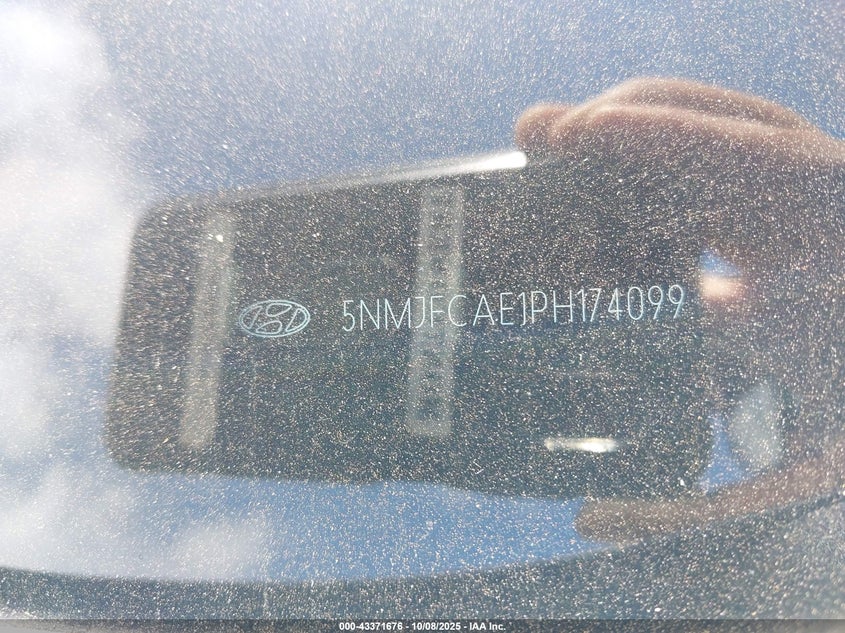 5NMJFCAE1PH174099
000-43371676 - 10/08/2025 - IAA Inc.